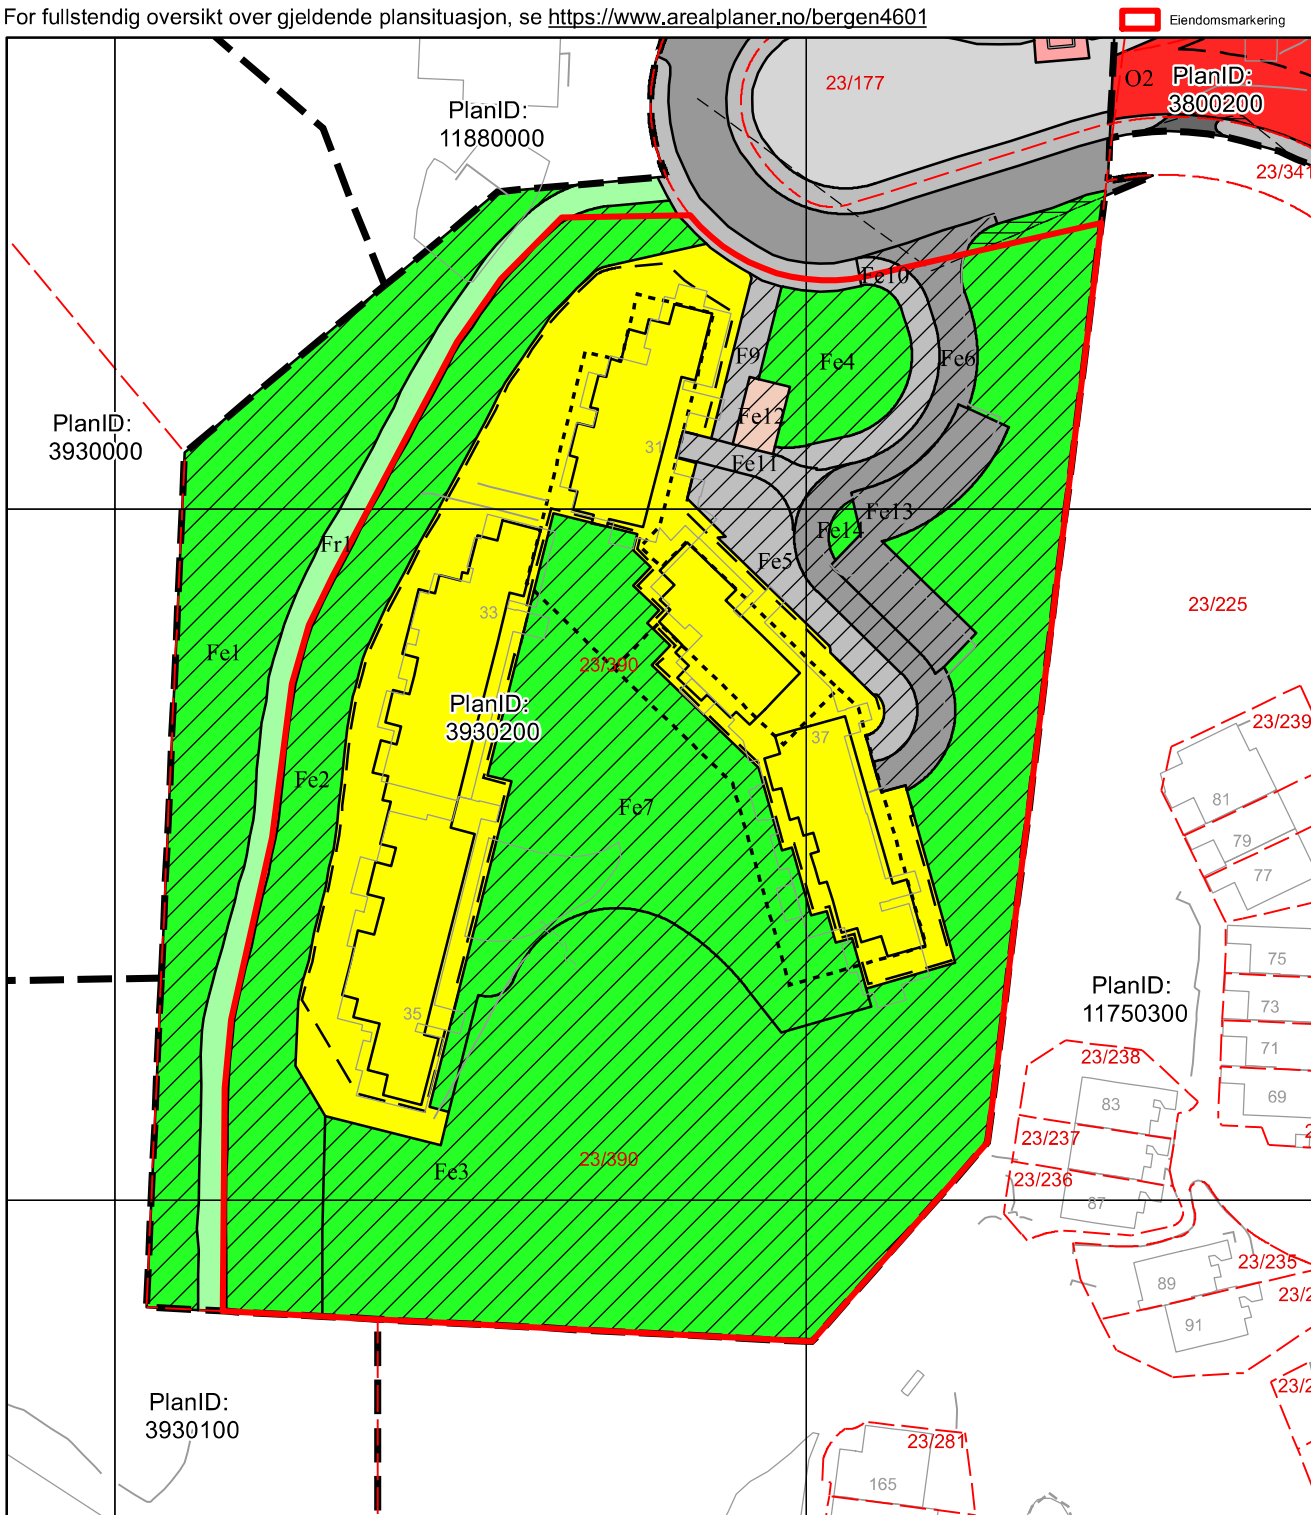 For fullstendig oversikt over gjeldende plansituasjon, se https://www.arealplaner.no/bergen4601
Eiendomsmarkering
23/177
O2
PlanID:
3800200
PlanID:
11880000
23/341
Fe10
F9
Fe4
Fe6
Fe12
PlanID:
3930000
31
Fe11
Fe13
Fe14
Fr1
Fe5
33
23/225
Fe1
23/390
PlanID:
3930200
23/239
37
Fe2
Fe7
81
79
77
75
PlanID:
11750300
73
35
71
23/238
69
83
23/237
23/390
Fe3
23/236
87
23/235
89
91
PlanID:
3930100
23/281
165